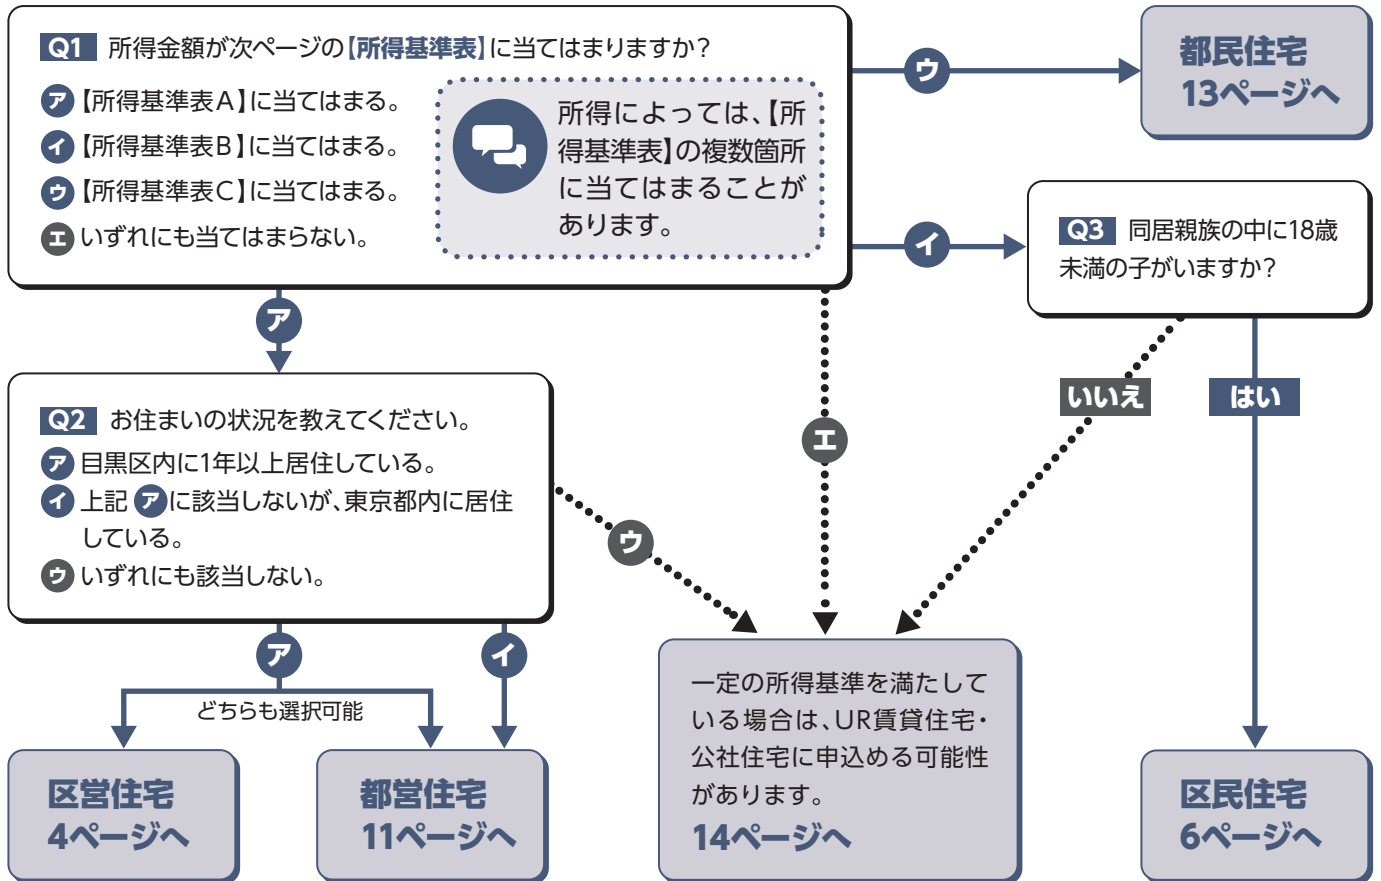 Q1 所得金額が次ページの【所得基準表】に当てはまりますか？
ア【所得基準表A】に当てはまる。
イ【所得基準表B】に当てはまる。
ウ【所得基準表C】に当てはまる。
エ いずれにも当てはまらない。
所得によっては、【所
得基準表】の複数箇所
に当てはまることが
あります。
ウ
都民住宅
13ページへ
イ
Q3 同居親族の中に18歳
未満の子がいますか？
ア
エ
いいえ
はい
Q2 お住まいの状況を教えてください。
ア 目黒区内に1年以上居住している。
イ 上記 ア に該当しないが、東京都内に居住
している。
ウ いずれにも該当しない。
ウ
ア
イ
どちらも選択可能
区営住宅
4ページへ
都営住宅
11ページへ
一定の所得基準を満たして
いる場合は、UR賃貸住宅・
公社住宅に申込める可能性
があります。
14ページへ
区民住宅
6ページへ